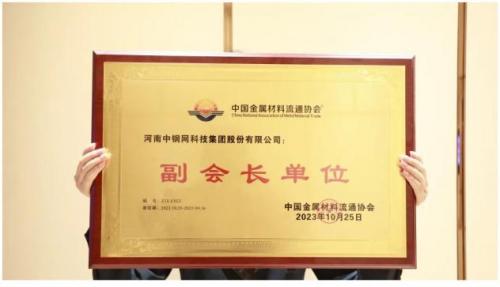 中国金属材料流通协会
China National Association of Metal Material Trade
河南中钢网科技集团股份有限公司：
副会长单位
中国金属材料流通协会
2023年10月25日